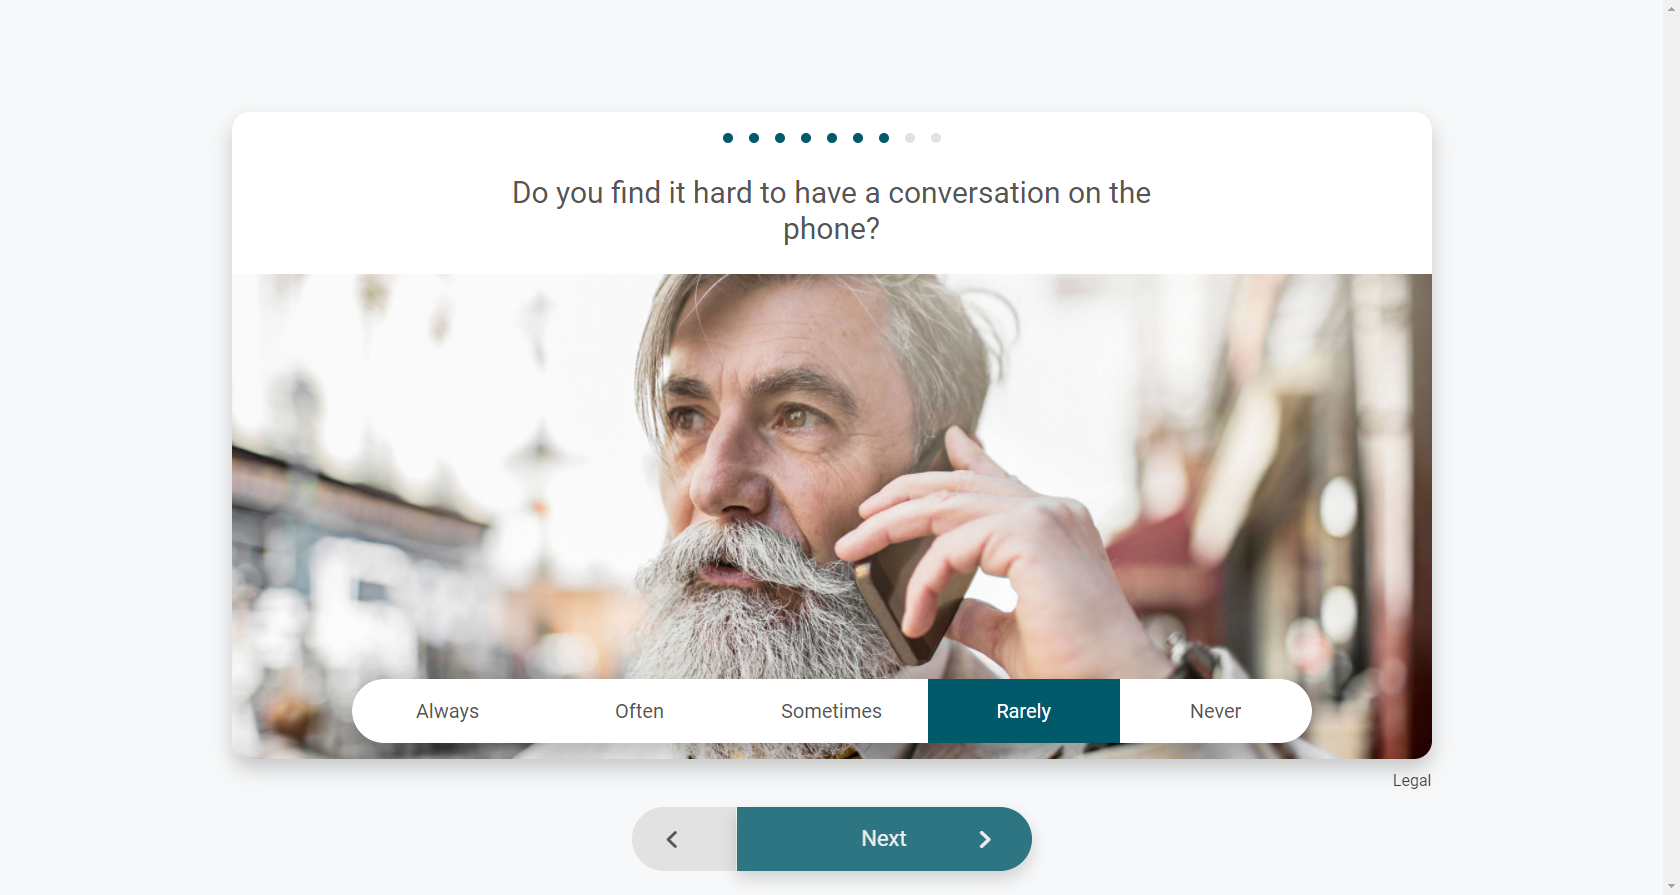 Do you find it hard to have a conversation on the
phone?
Always Often Sometimes Rarely Never
Legal
Next